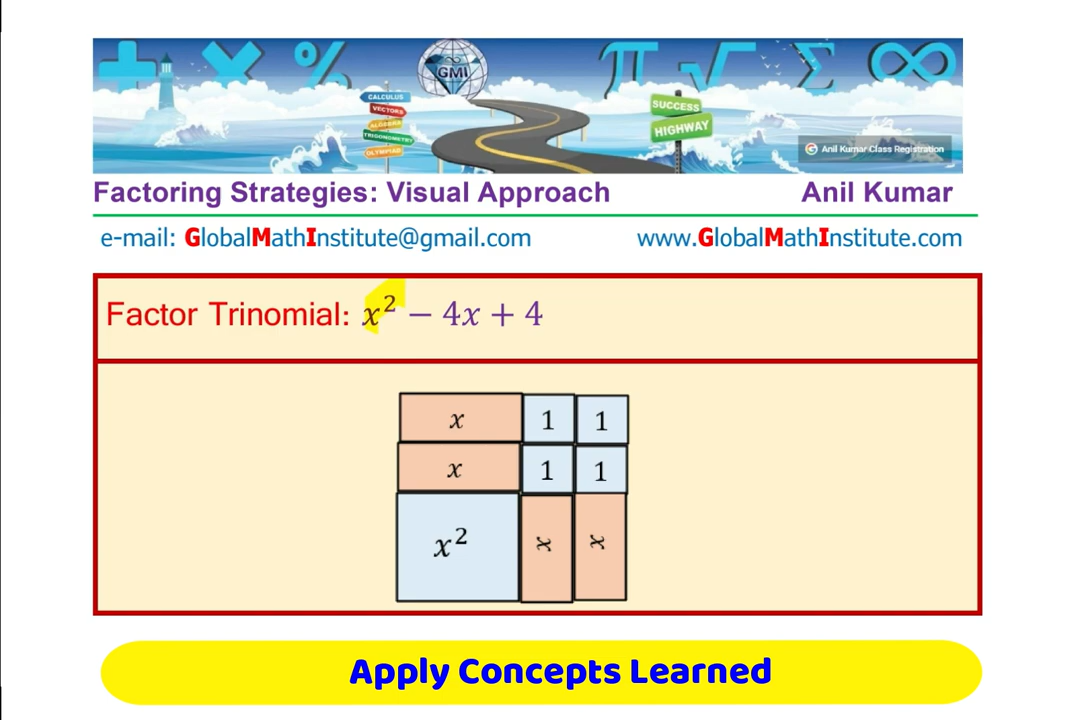 GMI
CALCULUS
VECTORS
ALGEBRA
TRIGONOMETRY
OLYMPIAD
SUCCESS
HIGHWAY
Anil Kumar Class Registration
Factoring Strategies: Visual Approach Anil Kumar
e-mail: GlobalMathInstitute@gmail.com www.GlobalMathInstitute.com
Factor Trinomial: x² − 4x + 4
x 1 1
x 1 1
x² x x
Apply Concepts Learned